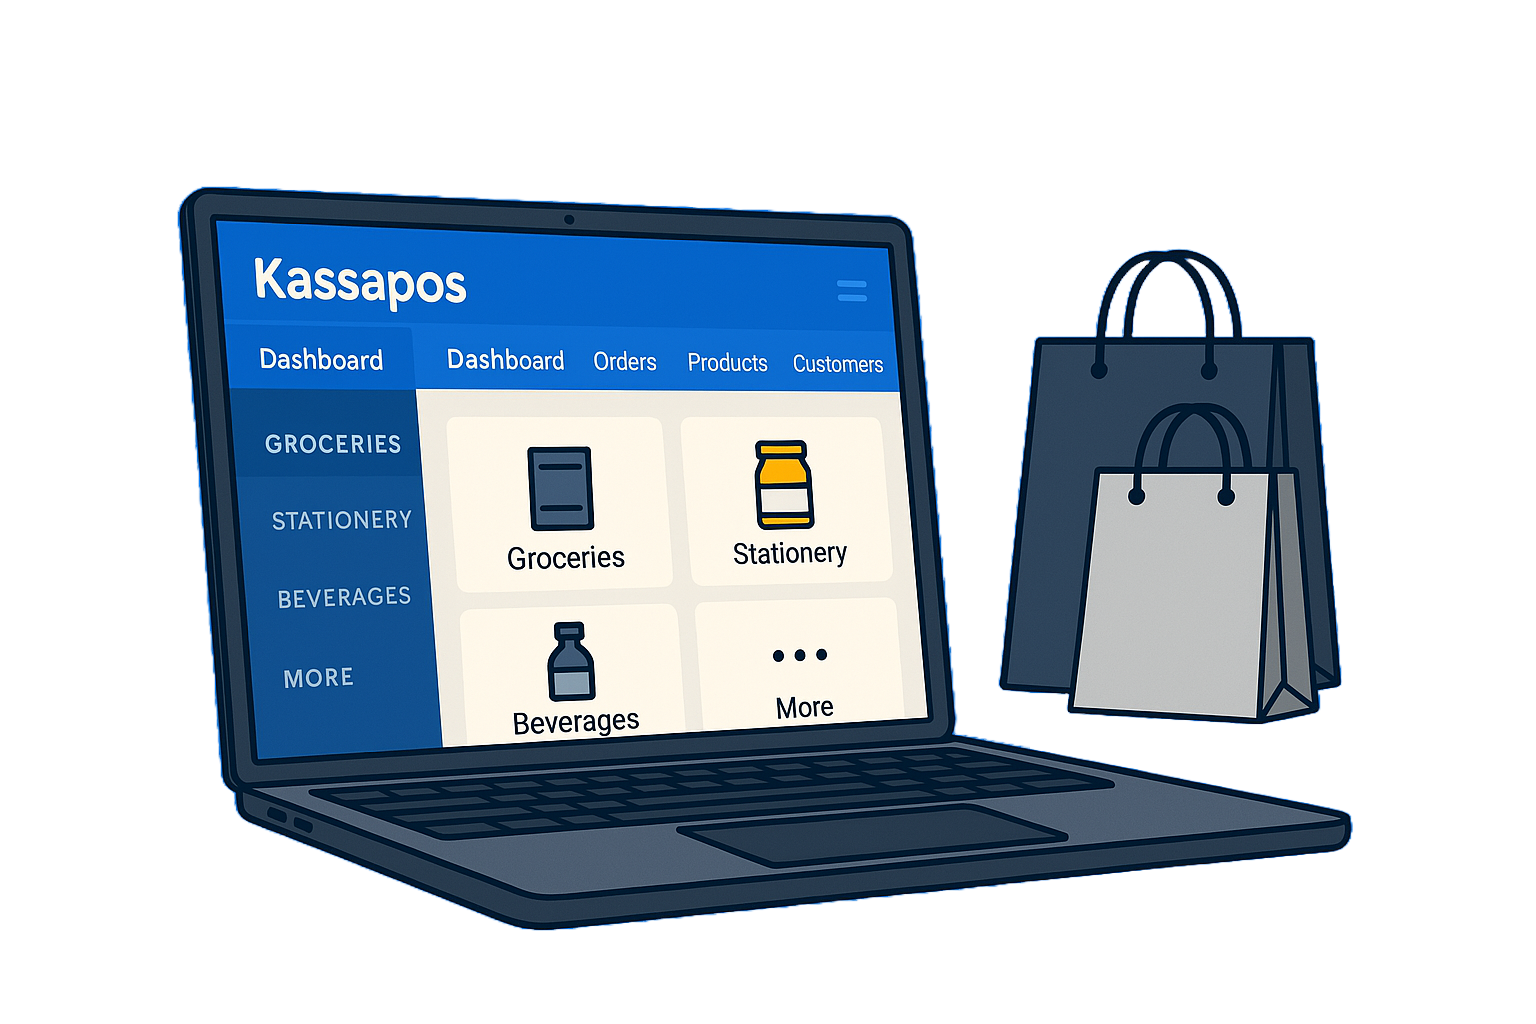 Kassapos
Dashboard
Dashboard Orders Products Customers
GROCERIES
STATIONERY
BEVERAGES
MORE
Groceries
Stationery
Beverages
More